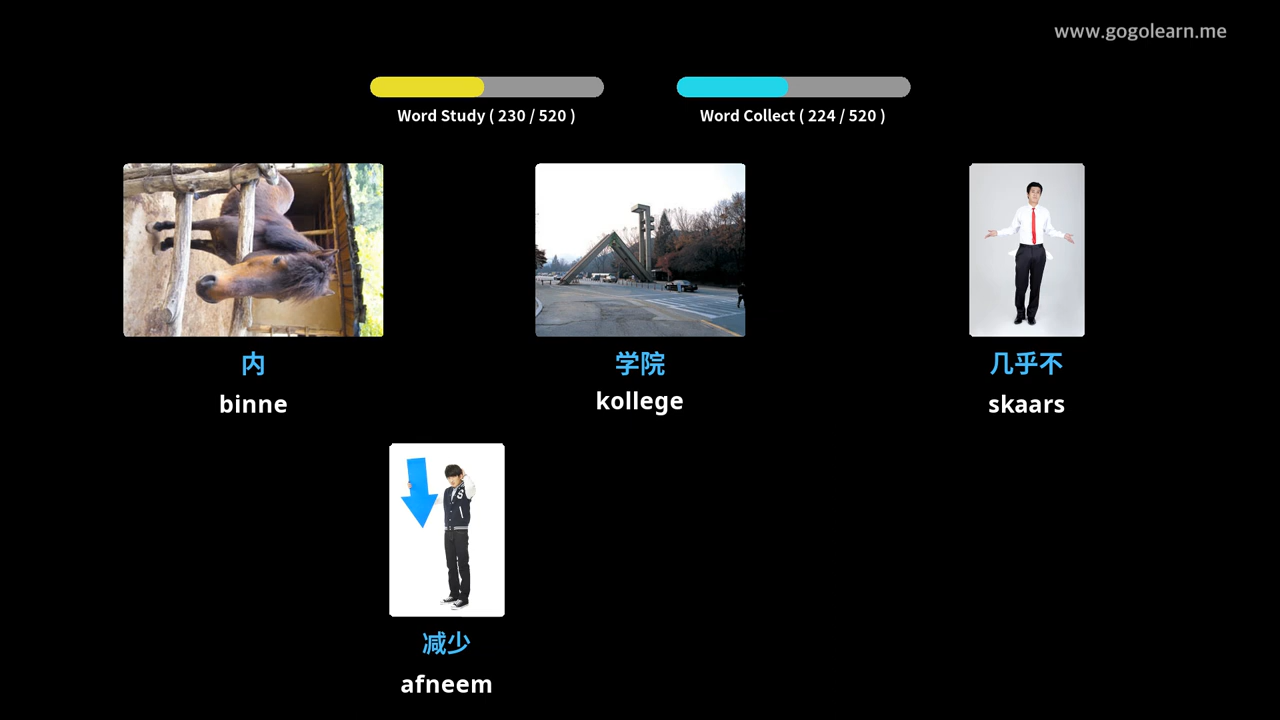 www.gogolearn.me
Word Study ( 230 / 520 )
Word Collect ( 224 / 520 )
内
binne
学院
kollege
几乎不
skaars
减少
afneem